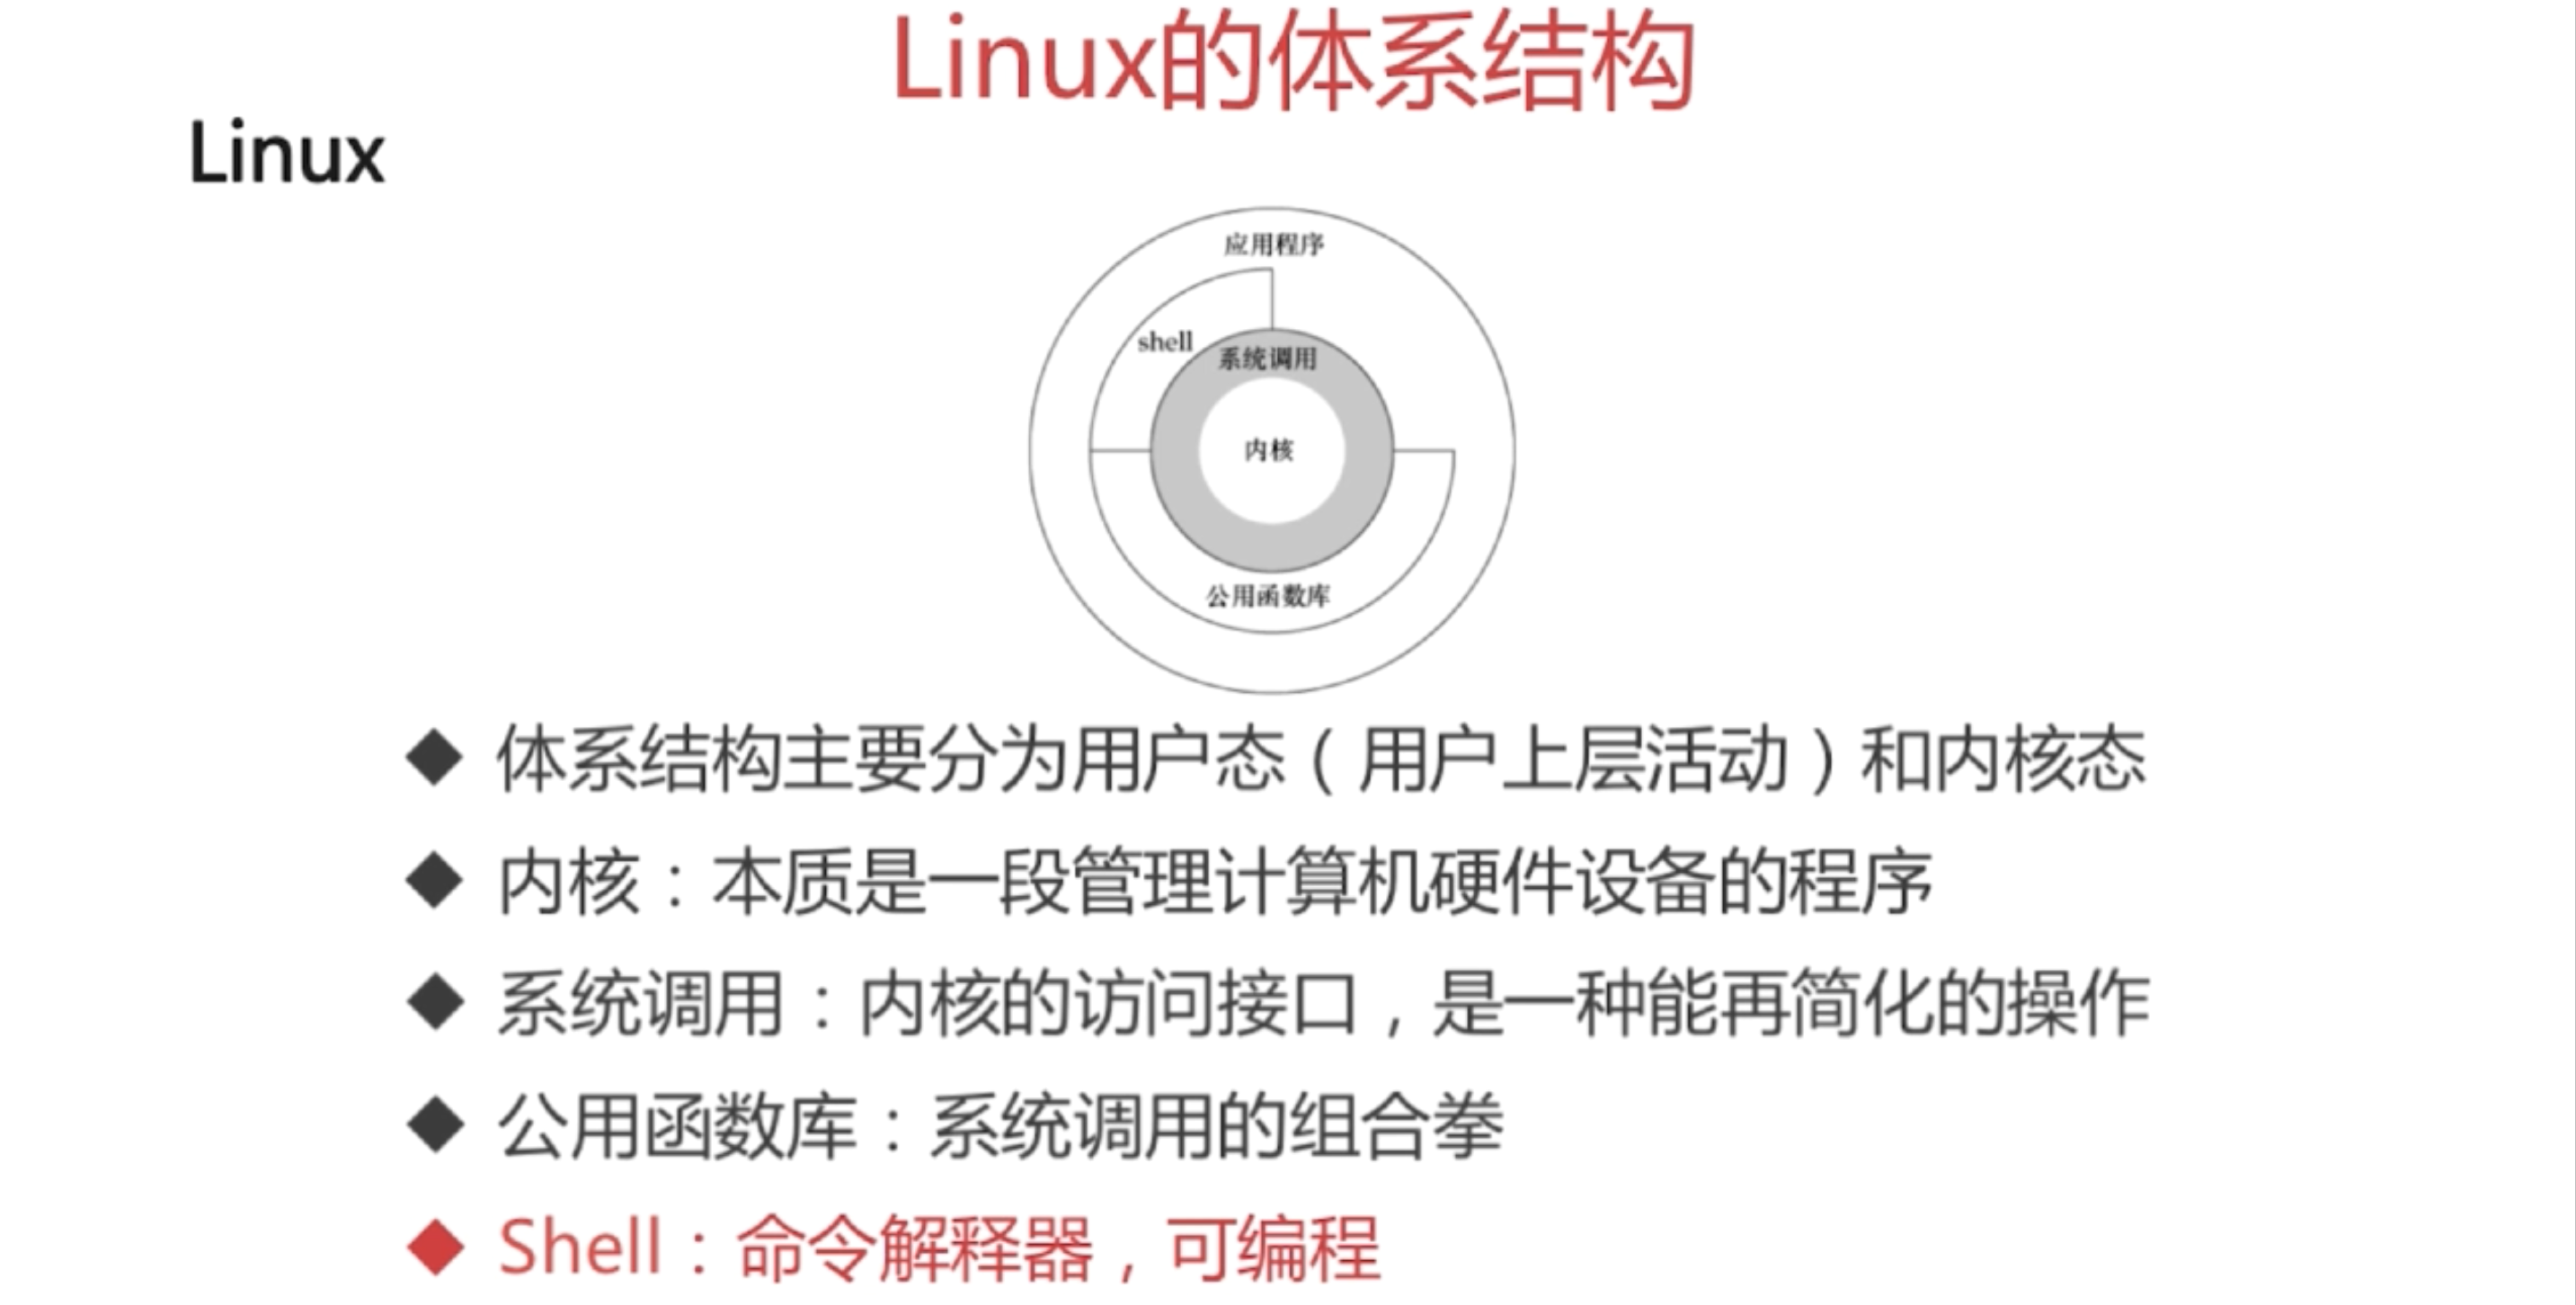 Linux的体系结构
Linux
应用程序
shell
系统调用
内核
公用函数库
体系结构主要分为用户态（用户上层活动）和内核态
内核：本质是一段管理计算机硬件设备的程序
系统调用：内核的访问接口，是一种能再简化的操作
公用函数库：系统调用的组合拳
Shell：命令解释器，可编程